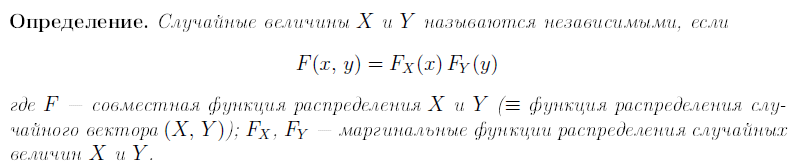 Определение. Случайные величины X и Y называются независимыми, если
F(x, y) = F_X(x) F_Y(y)
где F — совместная функция распределения X и Y (≡ функция распределения слу-
чайного вектора (X, Y)); F_X, F_Y — маргинальные функции распределения случайных
величин X и Y.